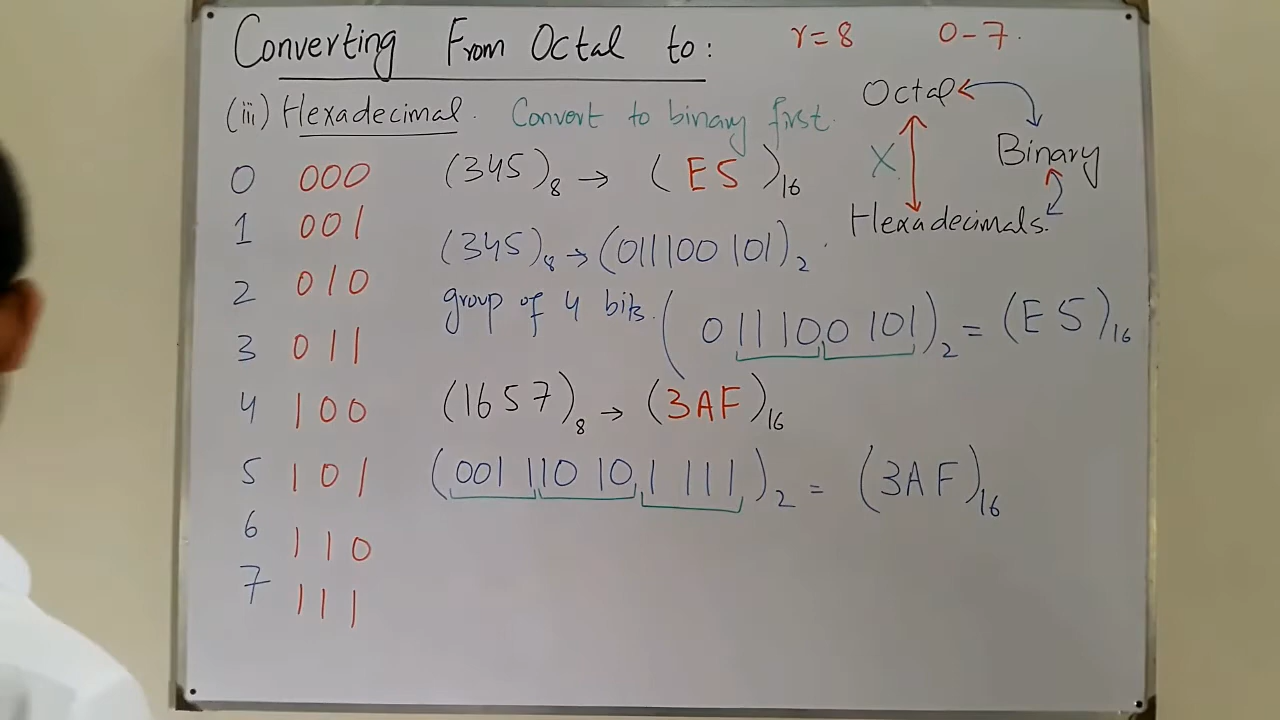 Converting From Octal to: r=8 0-7.
(iii) Hexadecimal. Convert to binary first.
Octal
Binary
X
Hexadecimals.
0 000
1 001
2 010
3 011
4 100
5 101
6 110
7 111
(345)8 → (E5)16
(345)8 → (011100 101)2.
group of 4 bits. (011100101)2 = (E5)16
(1657)8 → (3AF)16
(001 110 101 111)2 = (3AF)16